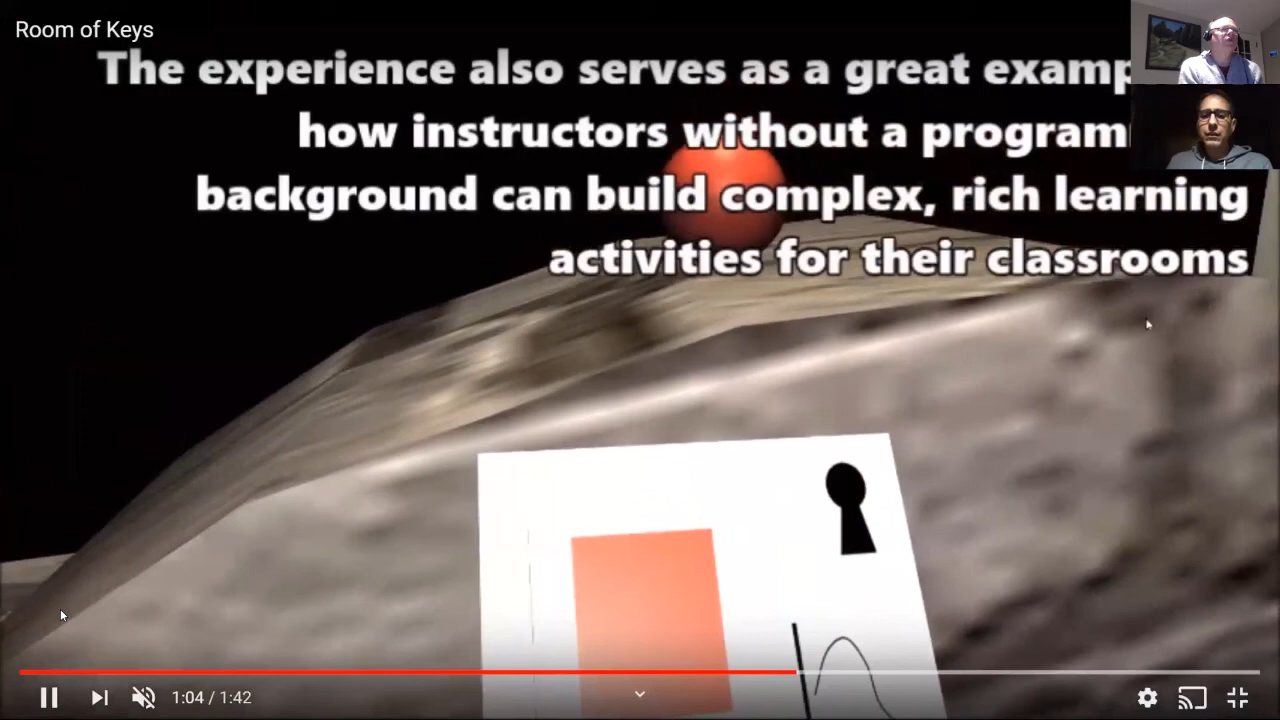 Room of Keys
The experience also serves as a great examp
how instructors without a program
background can build complex, rich learning
activities for their classrooms
1:04 / 1:42